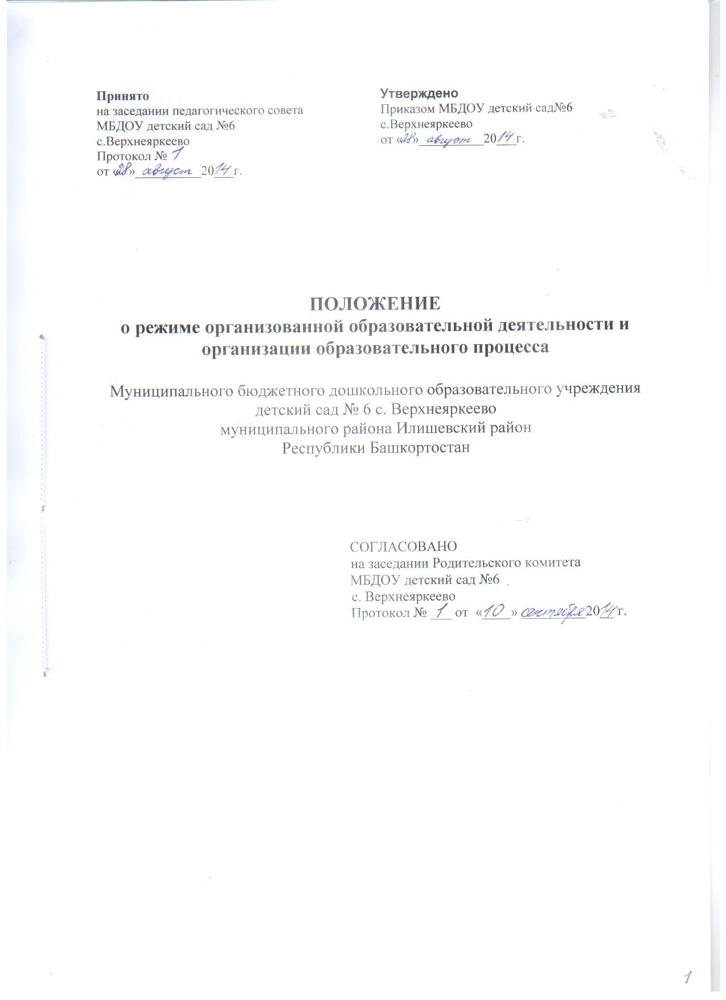 Принято
на заседании педагогического совета
МБДОУ детский сад №6
с.Верхнеяркеево
Протокол № 1
от «28» август 2014 г.
Утверждено
Приказом МБДОУ детский сад№6
с.Верхнеяркеево
от «28» август 2014 г.
ПОЛОЖЕНИЕ
о режиме организованной образовательной деятельности и
организации образовательного процесса
Муниципального бюджетного дошкольного образовательного учреждения
детский сад № 6 с. Верхнеяркеево
муниципального района Илишевский район
Республики Башкортостан
СОГЛАСОВАНО
на заседании Родительского комитета
МБДОУ детский сад №6
с. Верхнеяркеево
Протокол № 1 от «10» сентября 2014 г.
1